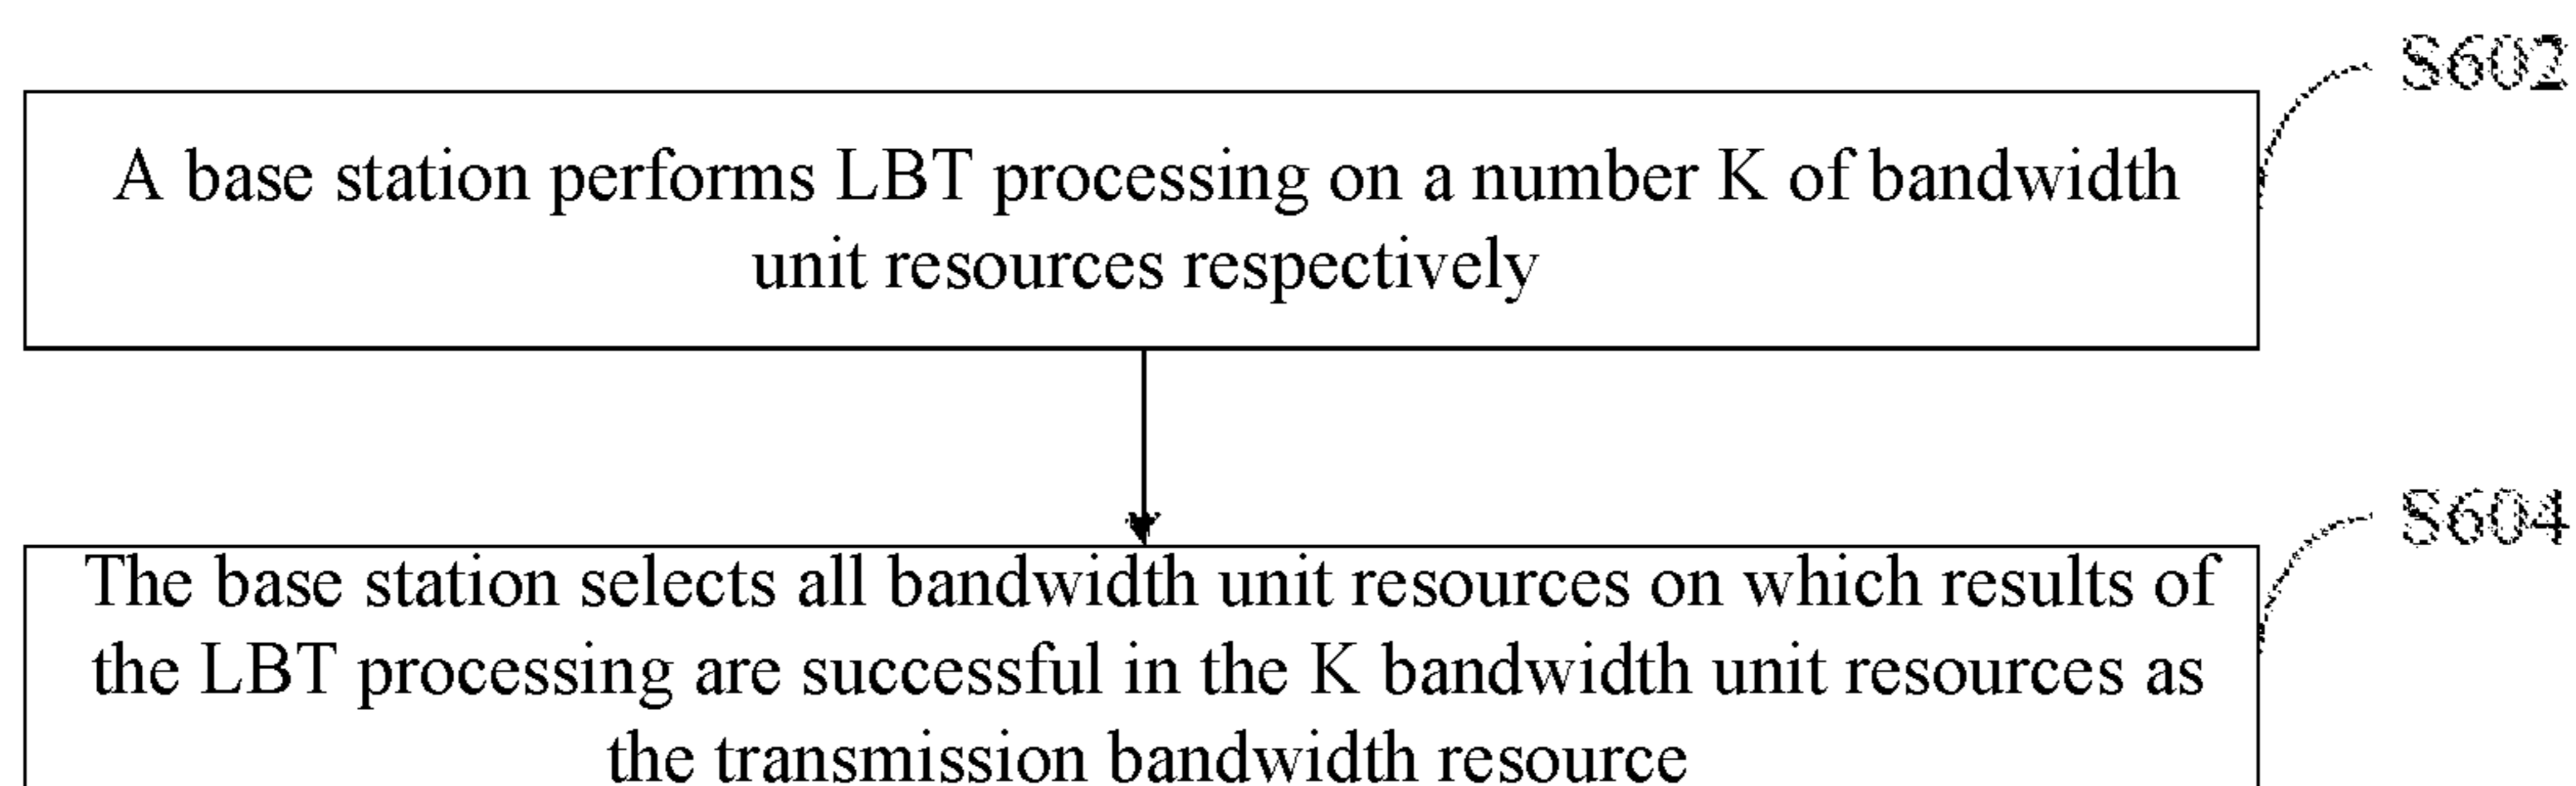 S602
A base station performs LBT processing on a number K of bandwidth
unit resources respectively
S604
The base station selects all bandwidth unit resources on which results of
the LBT processing are successful in the K bandwidth unit resources as
the transmission bandwidth resource